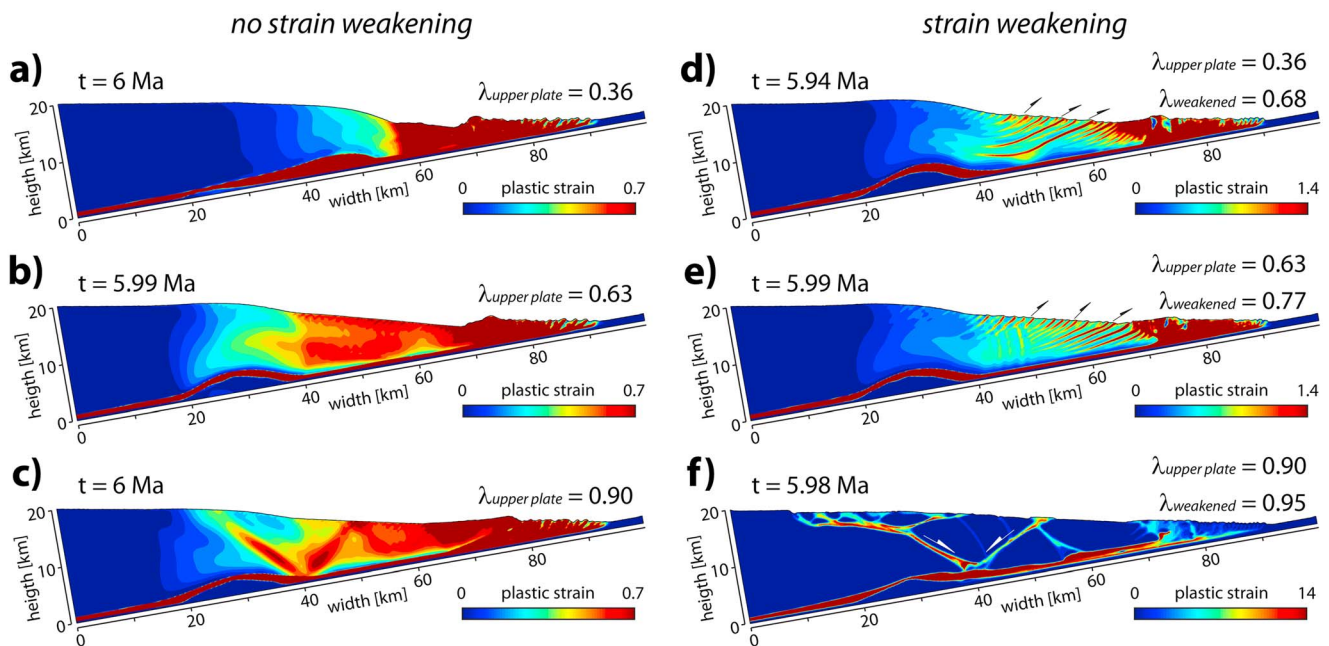 no strain weakening
strain weakening
a)
t = 6 Ma
λupper plate = 0.36
20
10
0
heigth [km]
0
20
40
60
80
width [km]
0 plastic strain 0.7
b)
t = 5.99 Ma
λupper plate = 0.63
20
10
0
heigth [km]
0
20
40
60
80
width [km]
0 plastic strain 0.7
c)
t = 6 Ma
λupper plate = 0.90
20
10
0
heigth [km]
0
20
40
60
80
width [km]
0 plastic strain 0.7
d)
t = 5.94 Ma
λupper plate = 0.36
λweakened = 0.68
20
10
0
heigth [km]
0
20
40
60
80
width [km]
0 plastic strain 1.4
e)
t = 5.99 Ma
λupper plate = 0.63
λweakened = 0.77
20
10
0
heigth [km]
0
20
40
60
80
width [km]
0 plastic strain 1.4
f)
t = 5.98 Ma
λupper plate = 0.90
λweakened = 0.95
20
10
0
heigth [km]
0
20
40
60
80
width [km]
0 plastic strain 14